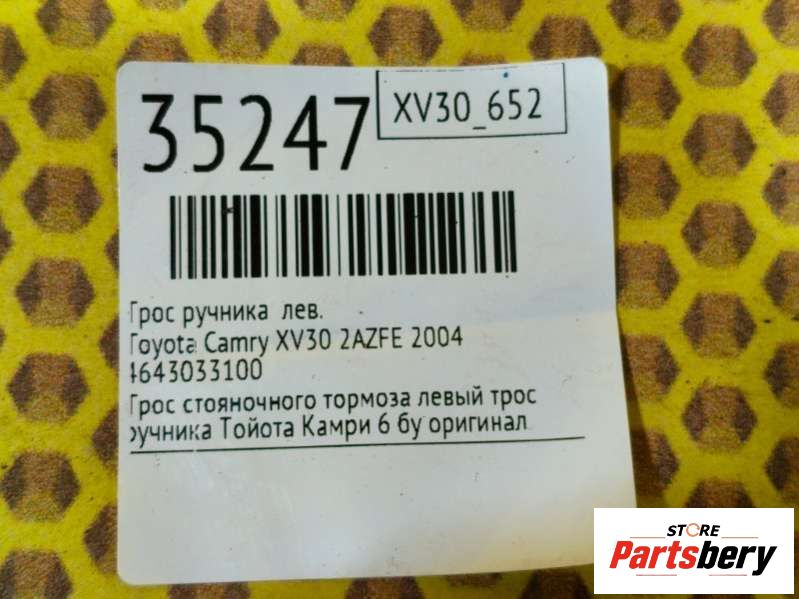 35247
XV30_652
Трос ручника лев.
Toyota Camry XV30 2AZFE 2004
4643033100
Трос стояночного тормоза левый трос
ручника Тойота Камри 6 бу оригинал
STORE
Partsbery